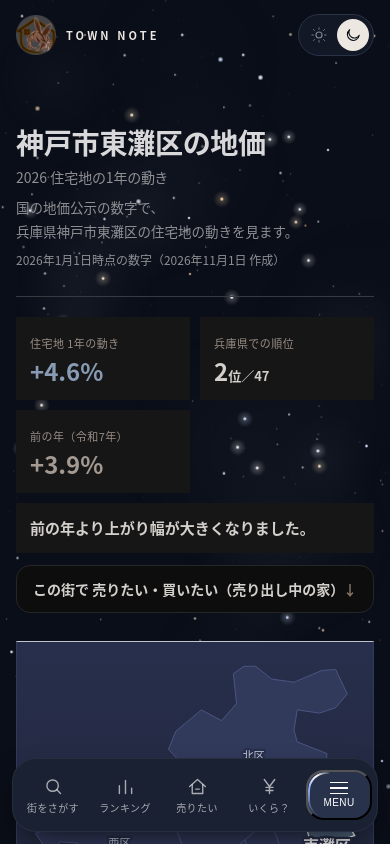 TOWN NOTE
神戸市東灘区の地価
2026 住宅地の1年の動き
国の地価公示の数字で、
兵庫県神戸市東灘区の住宅地の動きを見ます。
2026年1月1日時点の数字（2026年11月1日 作成）
住宅地 1年の動き
+4.6%
兵庫県での順位
2位／47
前の年（令和7年）
+3.9%
前の年より上がり幅が大きくなりました。
この街で 売りたい・買いたい（売り出し中の家）↓
北区
街をさがす
ランキング
売りたい
いくら？
MENU
西区
東灘区